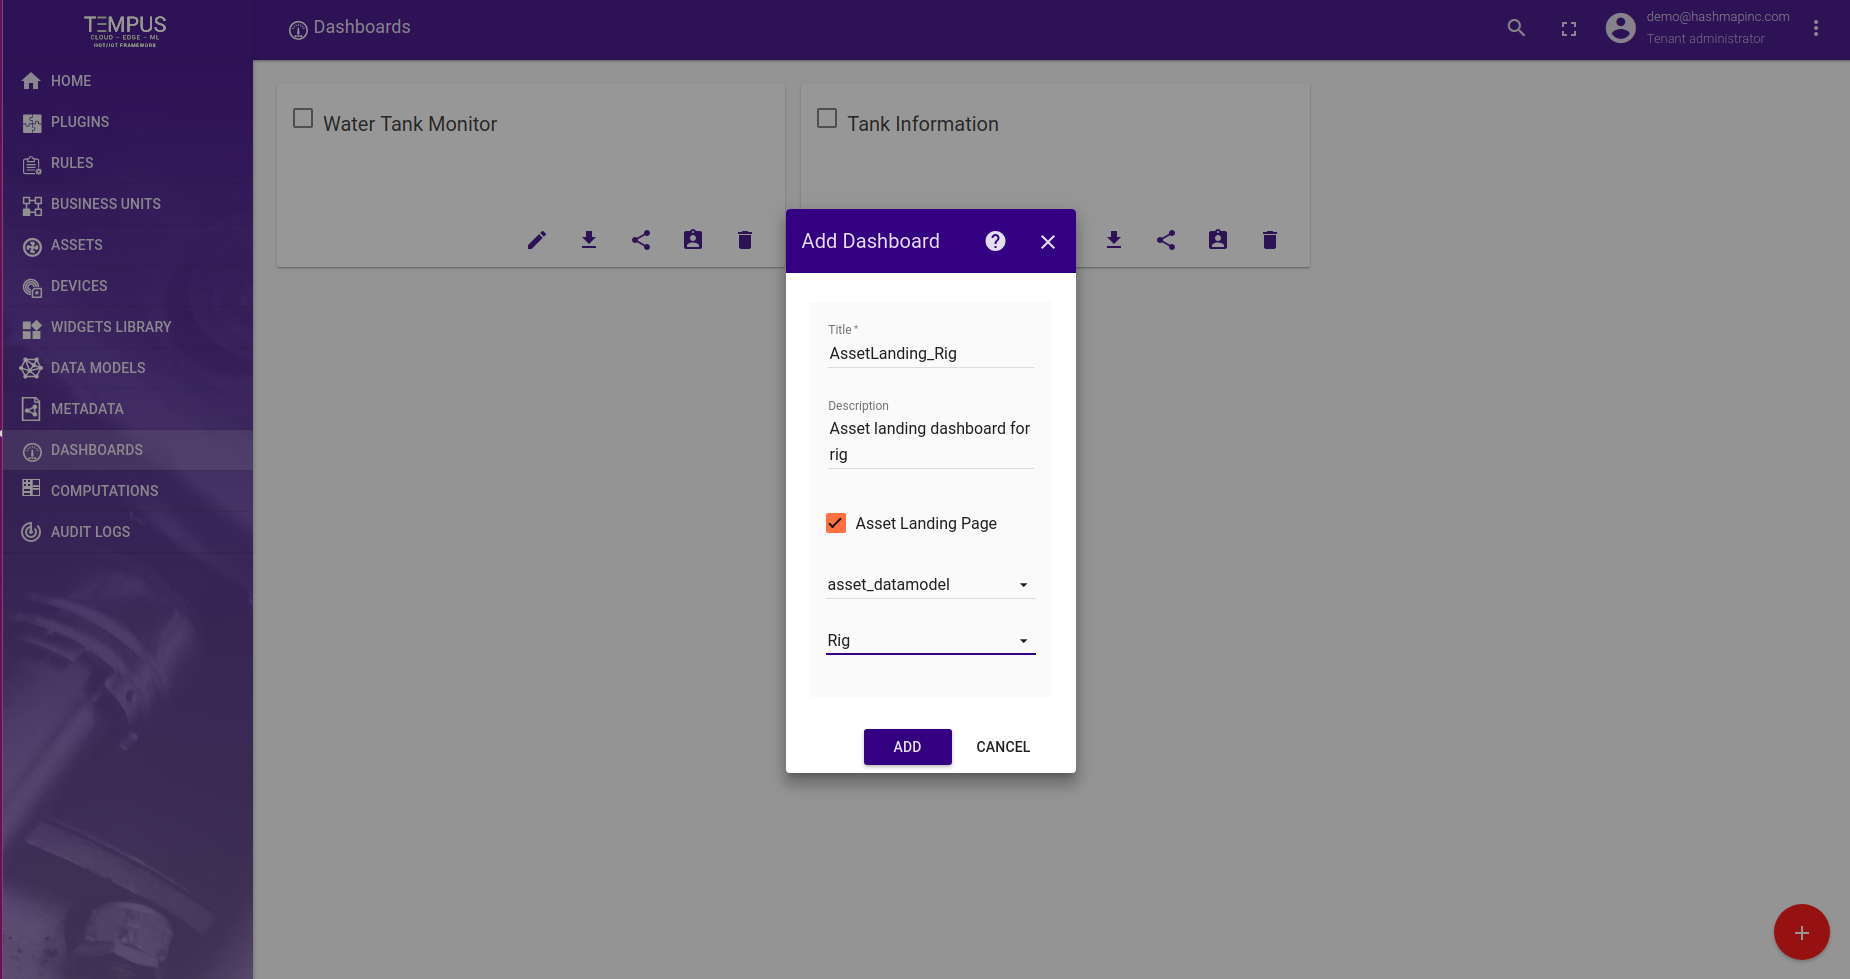 TEMPUS
CLOUD - EDGE - ML
IIOT/IOT FRAMEWORK
Dashboards
demo@hashmapinc.com
Tenant administrator
HOME
PLUGINS
RULES
BUSINESS UNITS
ASSETS
DEVICES
WIDGETS LIBRARY
DATA MODELS
METADATA
DASHBOARDS
COMPUTATIONS
AUDIT LOGS
Water Tank Monitor
Tank Information
Add Dashboard
Title *
AssetLanding_Rig
Description
Asset landing dashboard for
rig
Asset Landing Page
asset_datamodel
Rig
ADD CANCEL